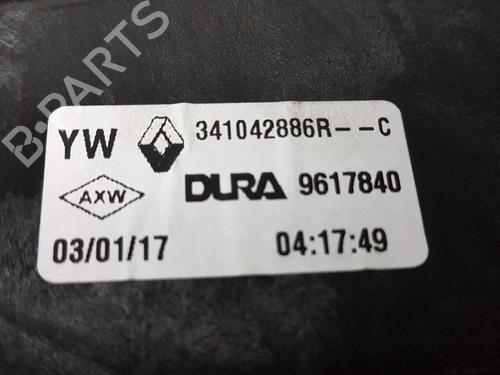 B-PARTS
YW 341042886R--C
AXW DURA 9617840
03/01/17 04:17:49